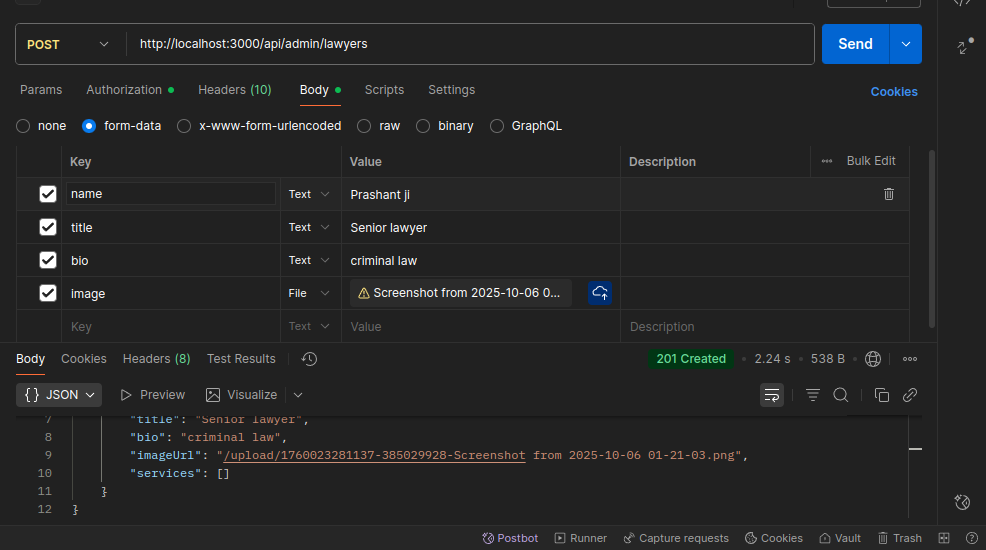 POST http://localhost:3000/api/admin/lawyers Send
Params Authorization Headers (10) Body Scripts Settings Cookies
none form-data x-www-form-urlencoded raw binary GraphQL
Key Value Description Bulk Edit
name Text Prashant ji
title Text Senior lawyer
bio Text criminal law
image File Screenshot from 2025-10-06 0...
Key Text Value Description
Body Cookies Headers (8) Test Results 201 Created 2.24 s 538 B
{} JSON Preview Visualize
7 "title": "Senior lawyer",
8 "bio": "criminal law",
9 "imageUrl": "/upload/1760023281137-385029928-Screenshot from 2025-10-06 01-21-03.png",
10 "services": []
11 }
12 }
Postbot Runner Capture requests Cookies Vault Trash